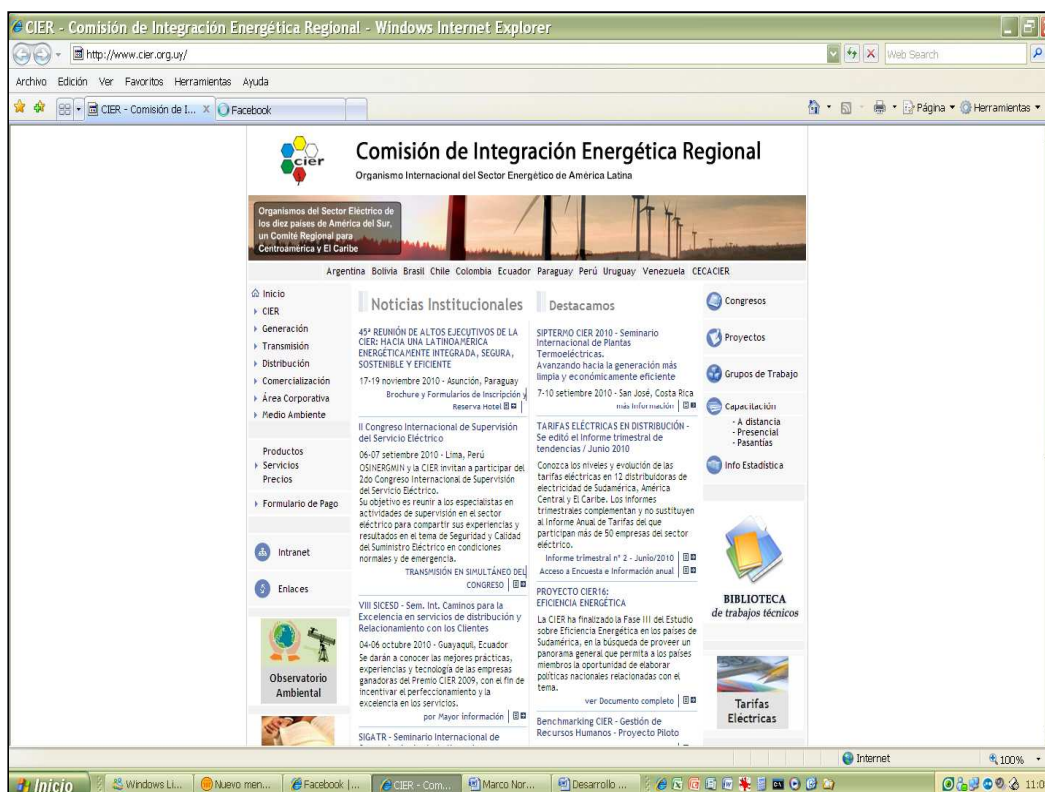 CIER - Comisión de Integración Energética Regional - Windows Internet Explorer
http://www.cier.org.uy/
Web Search
Archivo Edición Ver Favoritos Herramientas Ayuda
CIER - Comisión de I... X
Facebook
Página
Herramientas
cier
Comisión de Integración Energética Regional
Organismo Internacional del Sector Energético de América Latina
Organismos del Sector Eléctrico de
los diez países de América del Sur,
un Comité Regional para
Centroamérica y El Caribe
Argentina Bolivia Brasil Chile Colombia Ecuador Paraguay Perú Uruguay Venezuela CECACIER
Inicio
CIER
Generación
Transmisión
Distribución
Comercialización
Área Corporativa
Medio Ambiente
Productos
Servicios
Precios
Formulario de Pago
Intranet
Enlaces
Observatorio
Ambiental
Noticias Institucionales
45ª REUNIÓN DE ALTOS EJECUTIVOS DE LA
CIER: HACIA UNA LATINOAMÉRICA
ENERGÉTICAMENTE INTEGRADA, SEGURA,
SOSTENIBLE Y EFICIENTE
17-19 noviembre 2010 - Asunción, Paraguay
Brochure y Formularios de Inscripción y
Reserva Hotel
II Congreso Internacional de Supervisión
del Servicio Eléctrico
06-07 setiembre 2010 - Lima, Perú
OSINERGMIN y la CIER invitan a participar del
2do Congreso Internacional de Supervisión
del Servicio Eléctrico.
Su objetivo es reunir a los especialistas en
actividades de supervisión en el sector
eléctrico para compartir sus experiencias y
resultados en el tema de Seguridad y Calidad
del Suministro Eléctrico en condiciones
normales y de emergencia.
TRANSMISIÓN EN SIMULTÁNEO DEL
CONGRESO
VIII SICESD - Sem. Int. Caminos para la
Excelencia en servicios de distribución y
Relacionamiento con los Clientes
04-06 octubre 2010 - Guayaquil, Ecuador
Se darán a conocer las mejores prácticas,
experiencias y tecnología de las empresas
ganadoras del Premio CIER 2009, con el fin de
incentivar el perfeccionamiento y la
excelencia en los servicios.
por Mayor información
SIGATR - Seminario Internacional de
Destacamos
SIPTERMO CIER 2010 - Seminario
Internacional de Plantas
Termoeléctricas.
Avanzando hacia la generación más
limpia y económicamente eficiente
7-10 setiembre 2010 - San José, Costa Rica
más Información
TARIFAS ELÉCTRICAS EN DISTRIBUCIÓN -
Se editó el Informe trimestral de
tendencias / Junio 2010
Conozca los niveles y evolución de las
tarifas eléctricas en 12 distribuidoras de
electricidad de Sudamérica, América
Central y El Caribe. Los informes
trimestrales complementan y no sustituyen
al Informe Anual de Tarifas del que
participan más de 50 empresas del sector
eléctrico.
Informe trimestral n° 2 - Junio/2010
Acceso a Encuesta e Información anual
PROYECTO CIER16:
EFICIENCIA ENERGÉTICA
La CIER ha finalizado la Fase III del Estudio
sobre Eficiencia Energética en los países de
Sudamérica, en la búsqueda de proveer un
panorama general que permita a los países
miembros la oportunidad de elaborar
políticas nacionales relacionadas con el
tema.
ver Documento completo
Benchmarking CIER - Gestión de
Recursos Humanos - Proyecto Piloto
Congresos
Proyectos
Grupos de Trabajo
Capacitación
- A distancia
- Presencial
- Pasantías
Info Estadística
BIBLIOTECA
de trabajos técnicos
Tarifas
Eléctricas
Internet
100%
Inicio
Windows Li...
Nuevo men...
Facebook |...
CIER - Com...
Marco Nor...
Desarrollo ...